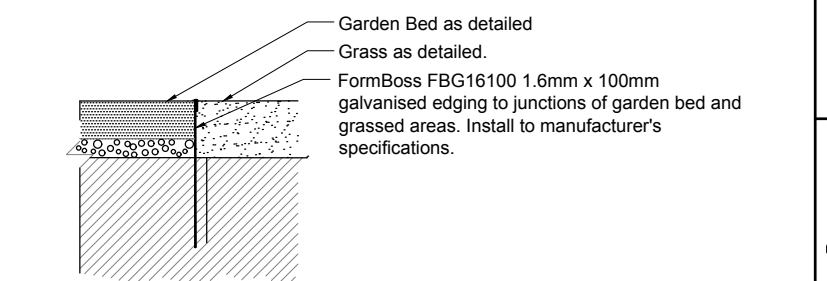 Garden Bed as detailed
Grass as detailed.
FormBoss FBG16100 1.6mm x 100mm
galvanised edging to junctions of garden bed and
grassed areas. Install to manufacturer's
specifications.